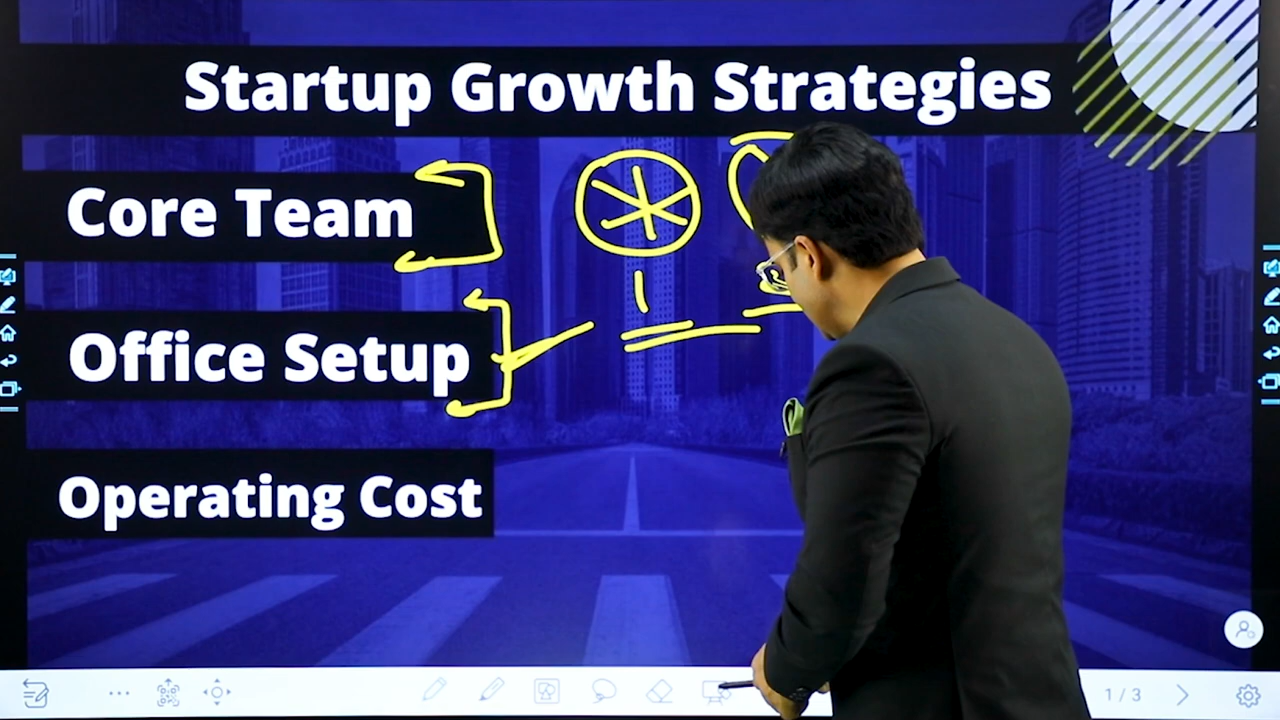 Startup Growth Strategies
Core Team
Office Setup
Operating Cost
1 / 3